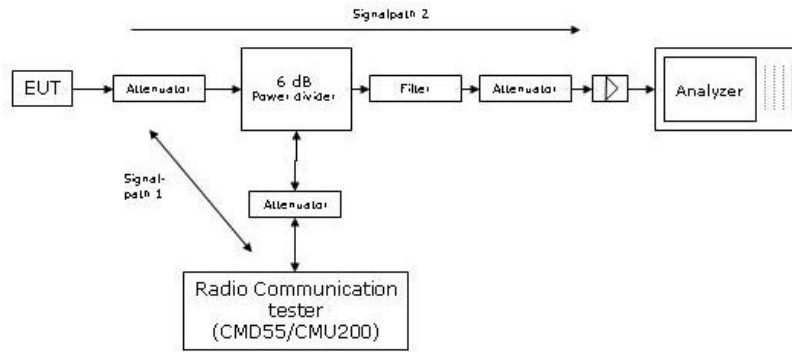 Signalpath 2
EUT
Attenuator
6 dB
Power divider
Filter
Attenuator
Analyzer
Signal-
path 1
Attenuator
Radio Communication
tester
(CMD55/CMU200)